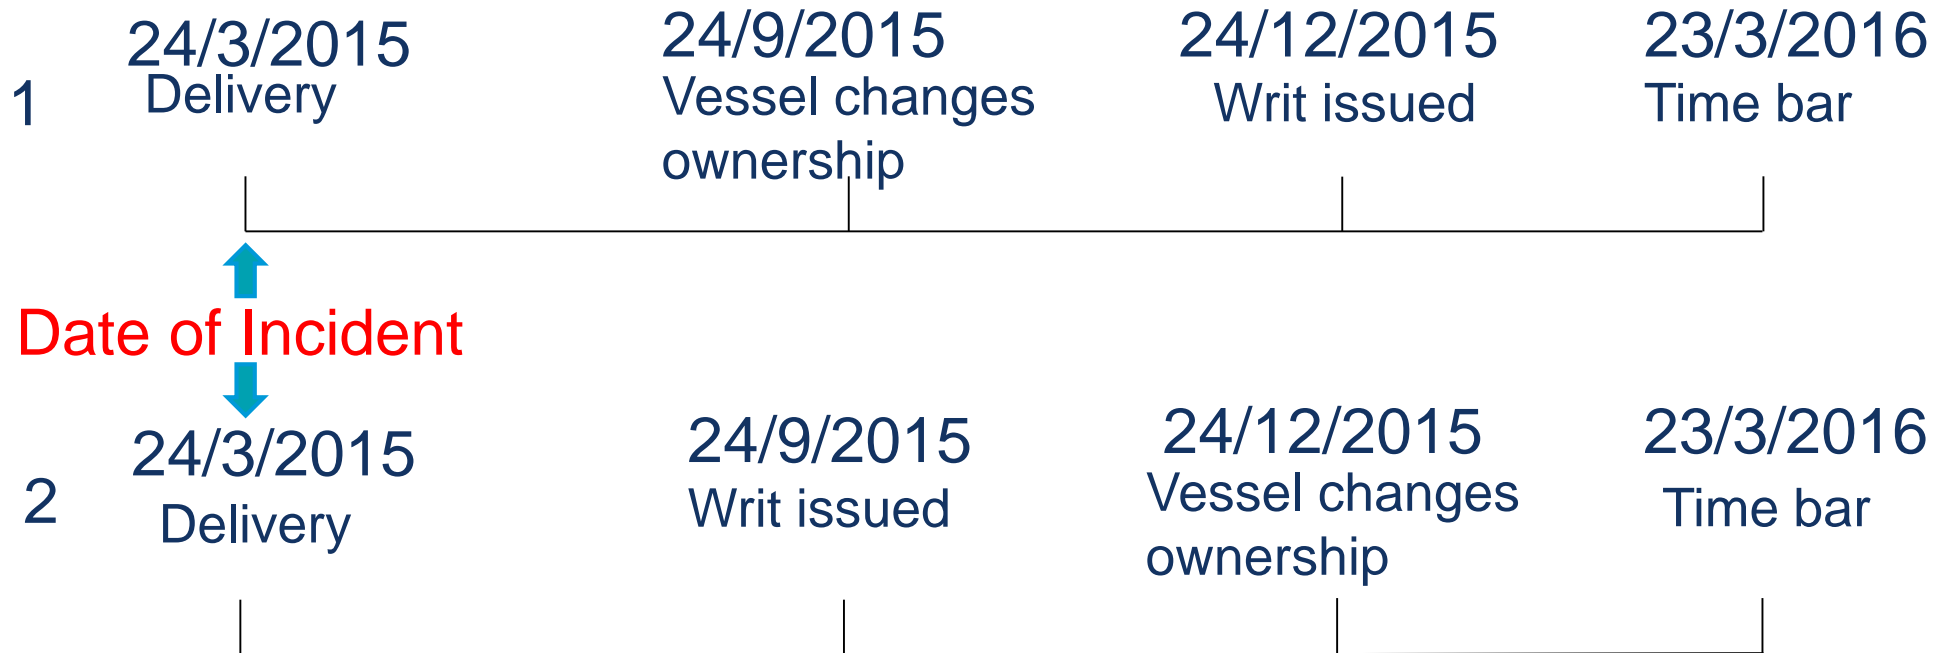 1
24/3/2015
Delivery
24/9/2015
Vessel changes
ownership
24/12/2015
Writ issued
23/3/2016
Time bar
Date of Incident
2
24/3/2015
Delivery
24/9/2015
Writ issued
24/12/2015
Vessel changes
ownership
23/3/2016
Time bar